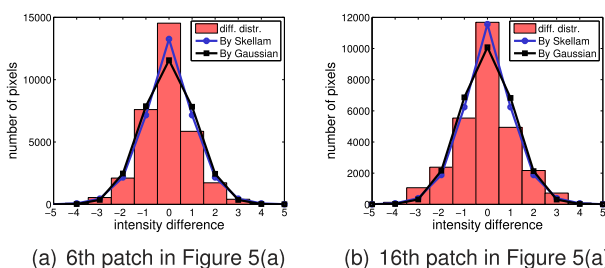 15000
10000
5000
0
number of pixels
diff. distr.
By Skellam
By Gaussian
−5 −4 −3 −2 −1 0 1 2 3 4 5
intensity difference
(a) 6th patch in Figure 5(a)
12000
10000
8000
6000
4000
2000
0
number of pixels
diff. distr.
By Skellam
By Gaussian
−5 −4 −3 −2 −1 0 1 2 3 4 5
intensity difference
(b) 16th patch in Figure 5(a)